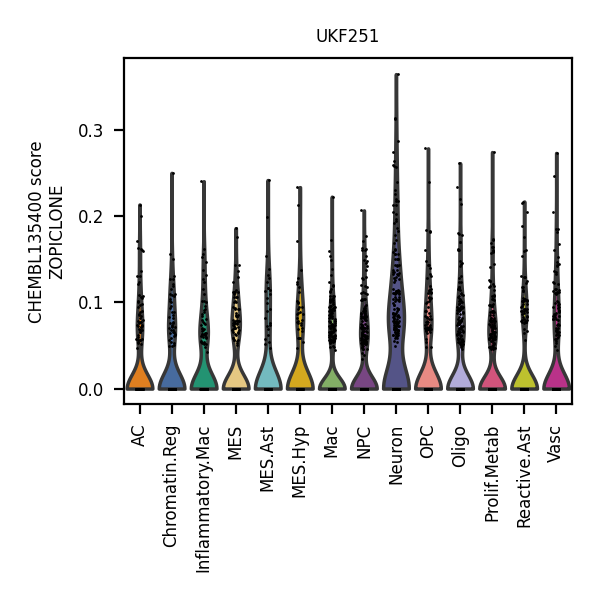 UKF251
CHEMBL135400 score
ZOPICLONE
0.3
0.2
0.1
0.0
AC
Chromatin.Reg
Inflammatory.Mac
MES
MES.Ast
MES.Hyp
Mac
NPC
Neuron
OPC
Oligo
Prolif.Metab
Reactive.Ast
Vasc